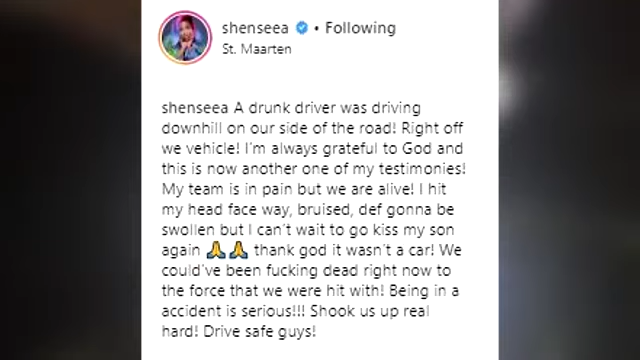 shenseea • Following
St. Maarten
shenseea A drunk driver was driving
downhill on our side of the road! Right off
we vehicle! I´m always grateful to God and
this is now another one of my testimonies!
My team is in pain but we are alive! I hit
my head face way, bruised, def gonna be
swollen but I can´t wait to go kiss my son
again 🙏🙏 thank god it wasn´t a car! We
could´ve been fucking dead right now to
the force that we were hit with! Being in a
accident is serious!!! Shook us up real
hard! Drive safe guys!